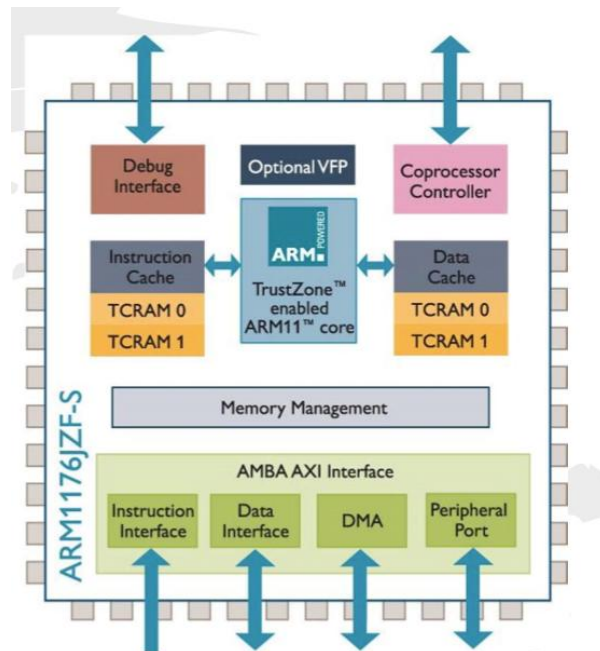 Debug
Interface
Optional VFP
Coprocessor
Controller
Instruction
Cache
TCRAM 0
TCRAM 1
ARM
POWERED
TrustZone™
enabled
ARM11™ core
Data
Cache
TCRAM 0
TCRAM 1
Memory Management
ARM1176JZF-S
AMBA AXI Interface
Instruction
Interface
Data
Interface
DMA
Peripheral
Port